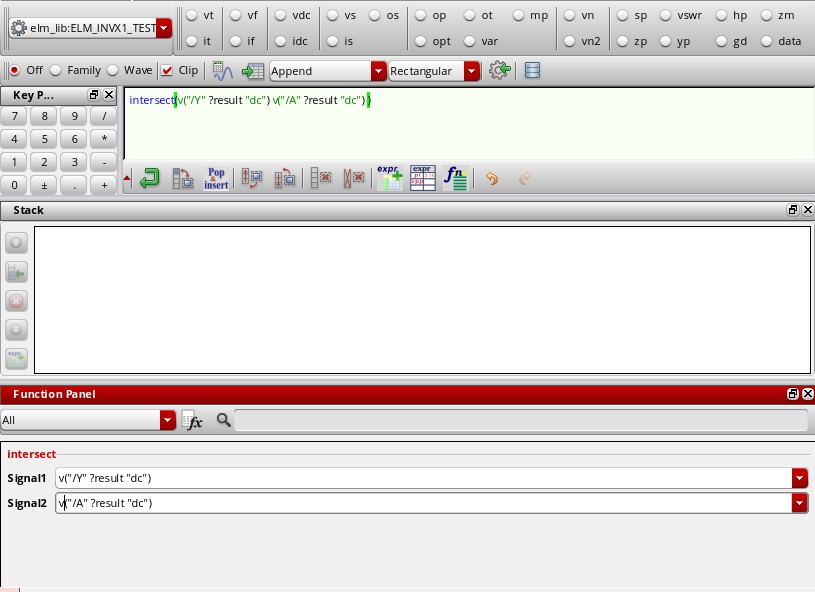 elm_lib:ELM_INVX1_TEST
vt vf vdc vs os op ot mp vn sp vswr hp zm
it if idc is opt var vn2 zp yp gd data
Off Family Wave Clip Append Rectangular
Key P...
7 8 9 /
4 5 6 *
1 2 3 -
0 ± . +
intersect(v("/Y" ?result "dc") v("/A" ?result "dc") )
Pop
insert
expr
expr
fn
Stack
expr
Function Panel
All
fx
intersect
Signal1 v("/Y" ?result "dc")
Signal2 v("/A" ?result "dc")